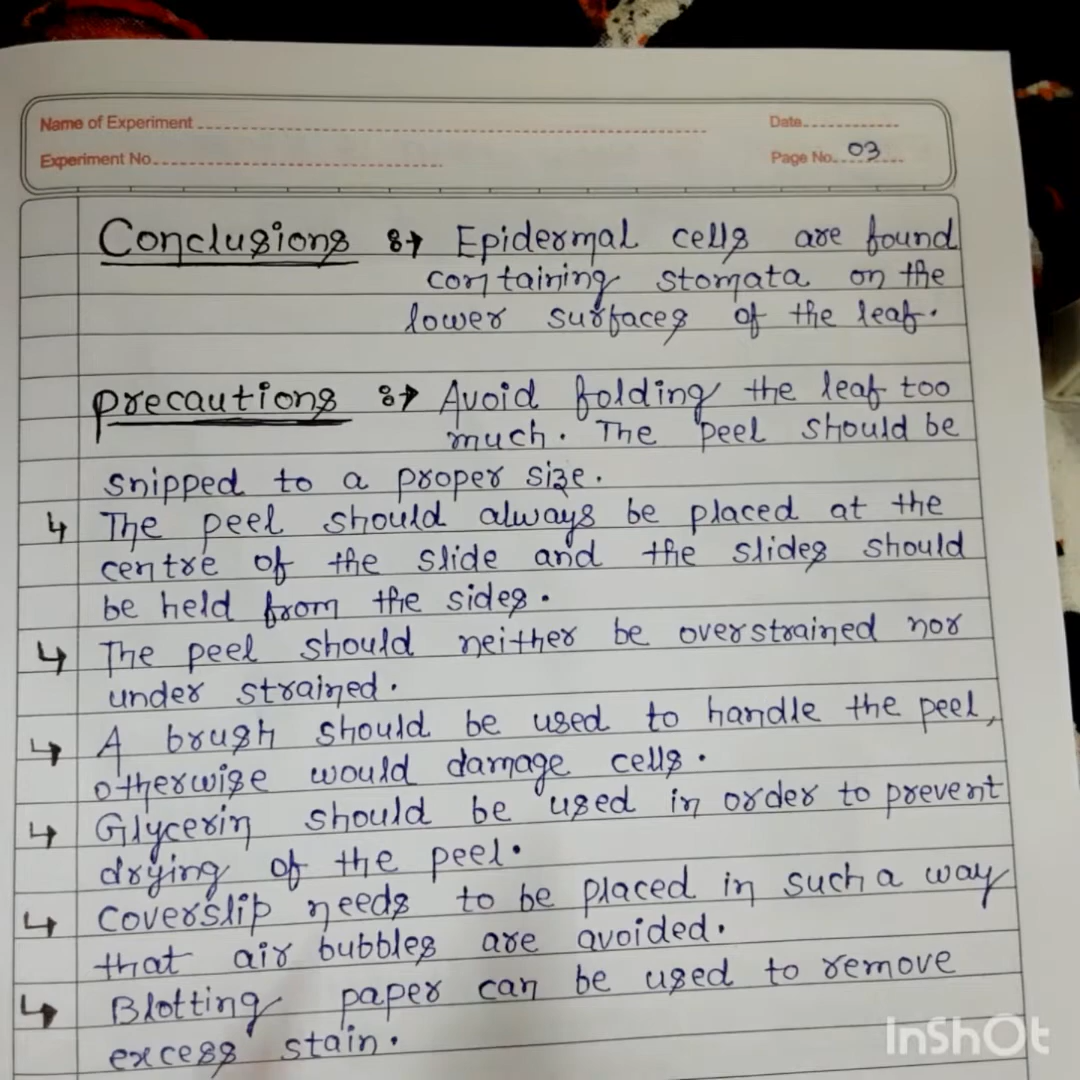 Name of Experiment Date
Experiment No. Page No. 03
Conclusions :→ Epidermal cells are found
containing stomata on the
lower surfaces of the leaf.
Precautions :→ Avoid folding the leaf too
much. The peel should be
snipped to a proper size.
↳ The peel should always be placed at the
centre of the slide and the slides should
be held from the sides.
↳ The peel should neither be overstrained nor
under strained.
↳ A brush should be used to handle the peel,
otherwise would damage cells.
↳ Glycerin should be used in order to prevent
drying of the peel.
↳ Coverslip needs to be placed in such a way
that air bubbles are avoided.
↳ Blotting paper can be used to remove
excess stain.
InShOt